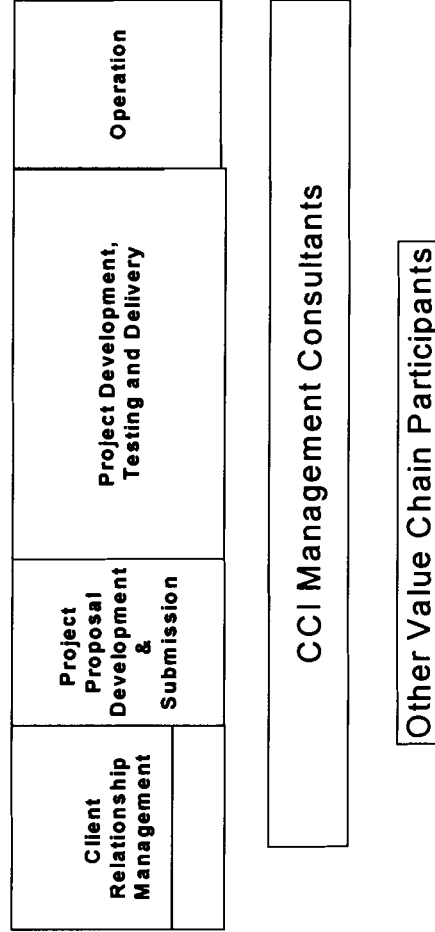 Client
Relationship
Management
Project
Proposal
Development
&
Submission
Project Development,
Testing and Delivery
Operation
CCI Management Consultants
Other Value Chain Participants